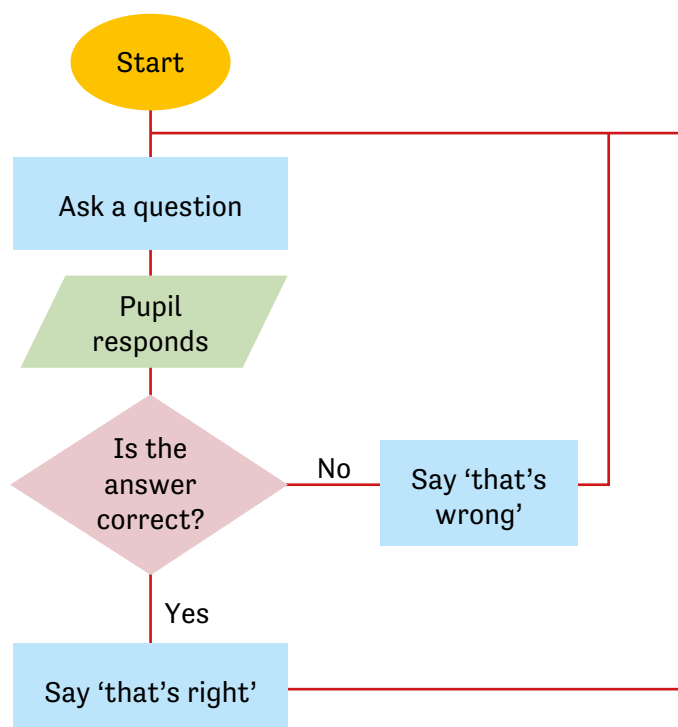 Start
Ask a question
Pupil
responds
Is the
answer
correct?
No
Say ‘that’s
wrong’
Yes
Say ‘that’s right’